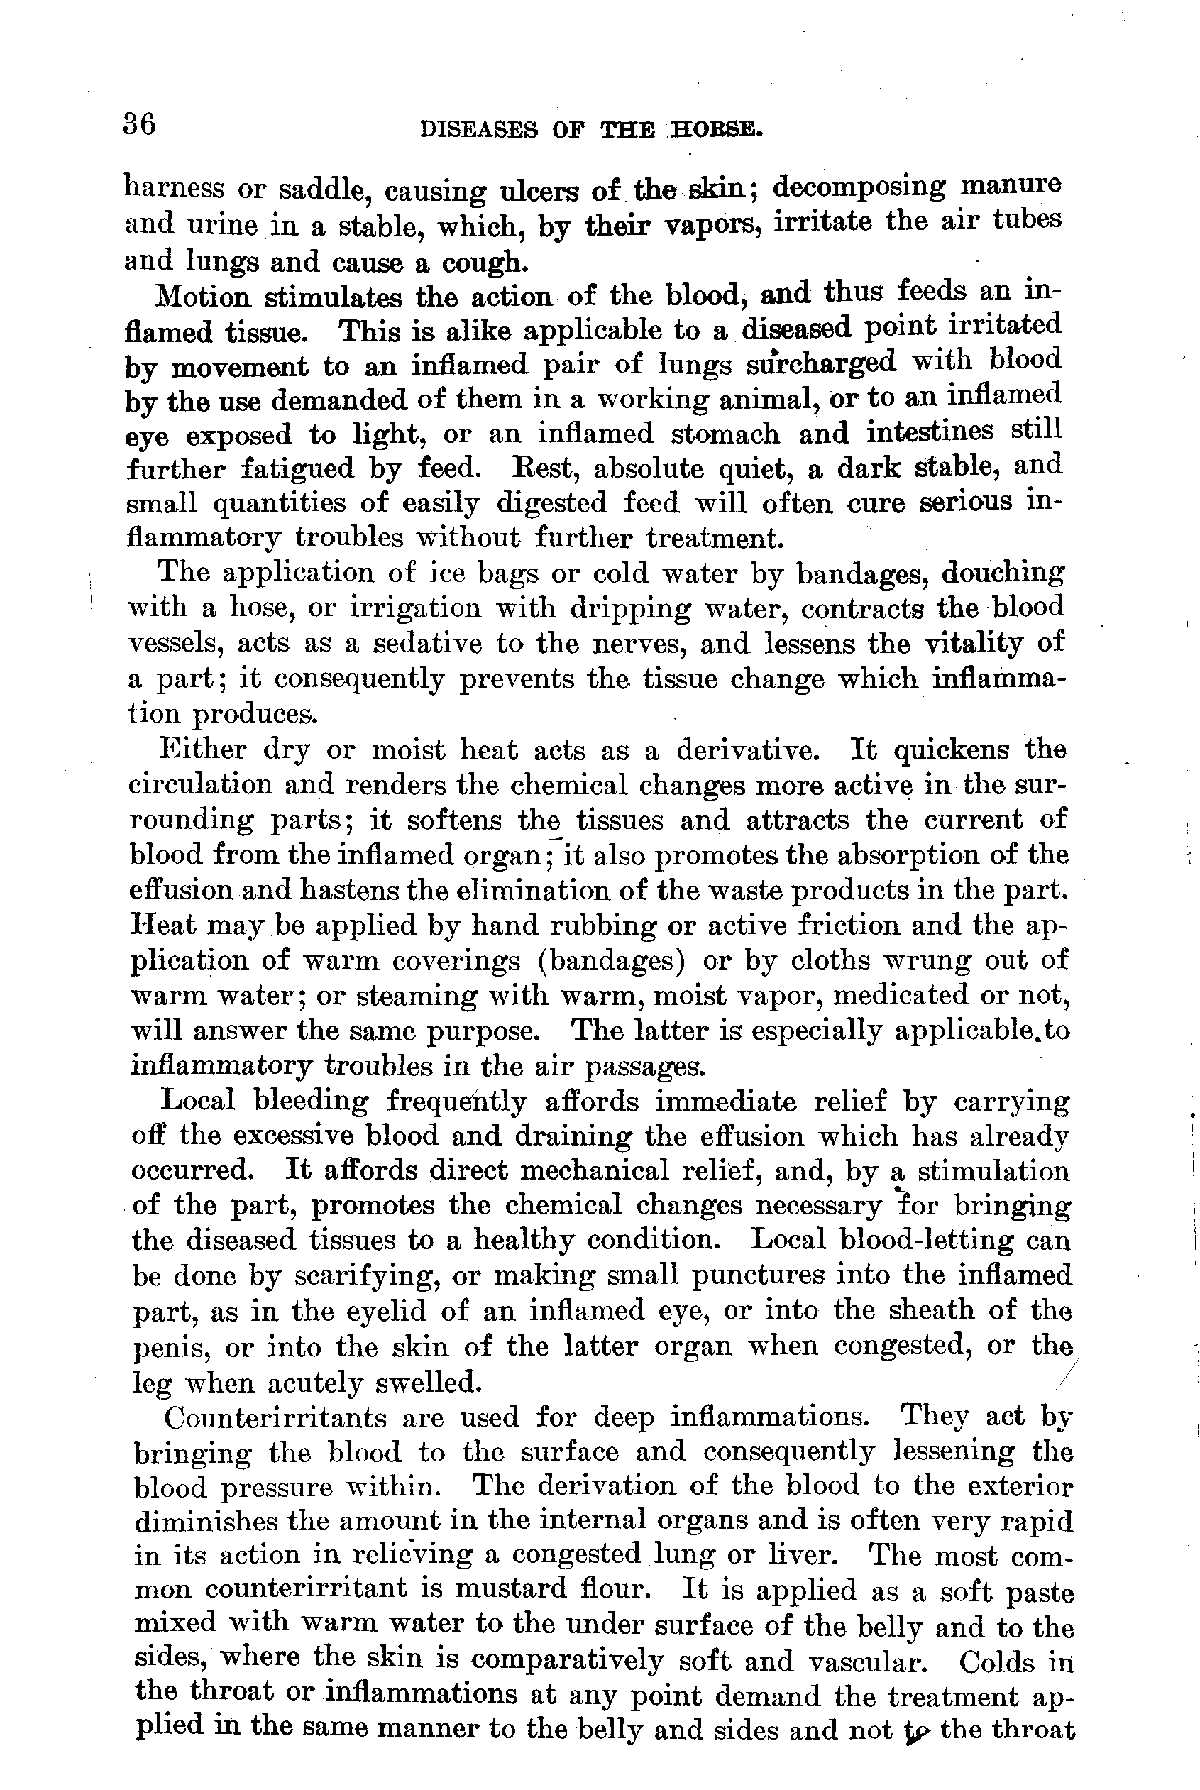 36 DISEASES OF THE HORSE.
harness or saddle, causing ulcers of the skin; decomposing manure
and urine in a stable, which, by their vapors, irritate the air tubes
and lungs and cause a cough.
Motion stimulates the action of the blood, and thus feeds an in-
flamed tissue. This is alike applicable to a diseased point irritated
by movement to an inflamed pair of lungs surcharged with blood
by the use demanded of them in a working animal, or to an inflamed
eye exposed to light, or an inflamed stomach and intestines still
further fatigued by feed. Rest, absolute quiet, a dark stable, and
small quantities of easily digested feed will often cure serious in-
flammatory troubles without further treatment.
The application of ice bags or cold water by bandages, douching
with a hose, or irrigation with dripping water, contracts the blood
vessels, acts as a sedative to the nerves, and lessens the vitality of
a part; it consequently prevents the tissue change which inflamma-
tion produces.
Either dry or moist heat acts as a derivative. It quickens the
circulation and renders the chemical changes more active in the sur-
rounding parts; it softens the tissues and attracts the current of
blood from the inflamed organ; it also promotes the absorption of the
effusion and hastens the elimination of the waste products in the part.
Heat may be applied by hand rubbing or active friction and the ap-
plication of warm coverings (bandages) or by cloths wrung out of
warm water; or steaming with warm, moist vapor, medicated or not,
will answer the same purpose. The latter is especially applicable to
inflammatory troubles in the air passages.
Local bleeding frequently affords immediate relief by carrying
off the excessive blood and draining the effusion which has already
occurred. It affords direct mechanical relief, and, by a stimulation
of the part, promotes the chemical changes necessary for bringing
the diseased tissues to a healthy condition. Local blood-letting can
be done by scarifying, or making small punctures into the inflamed
part, as in the eyelid of an inflamed eye, or into the sheath of the
penis, or into the skin of the latter organ when congested, or the
leg when acutely swelled.
Counterirritants are used for deep inflammations. They act by
bringing the blood to the surface and consequently lessening the
blood pressure within. The derivation of the blood to the exterior
diminishes the amount in the internal organs and is often very rapid
in its action in relieving a congested lung or liver. The most com-
mon counterirritant is mustard flour. It is applied as a soft paste
mixed with warm water to the under surface of the belly and to the
sides, where the skin is comparatively soft and vascular. Colds in
the throat or inflammations at any point demand the treatment ap-
plied in the same manner to the belly and sides and not to the throat